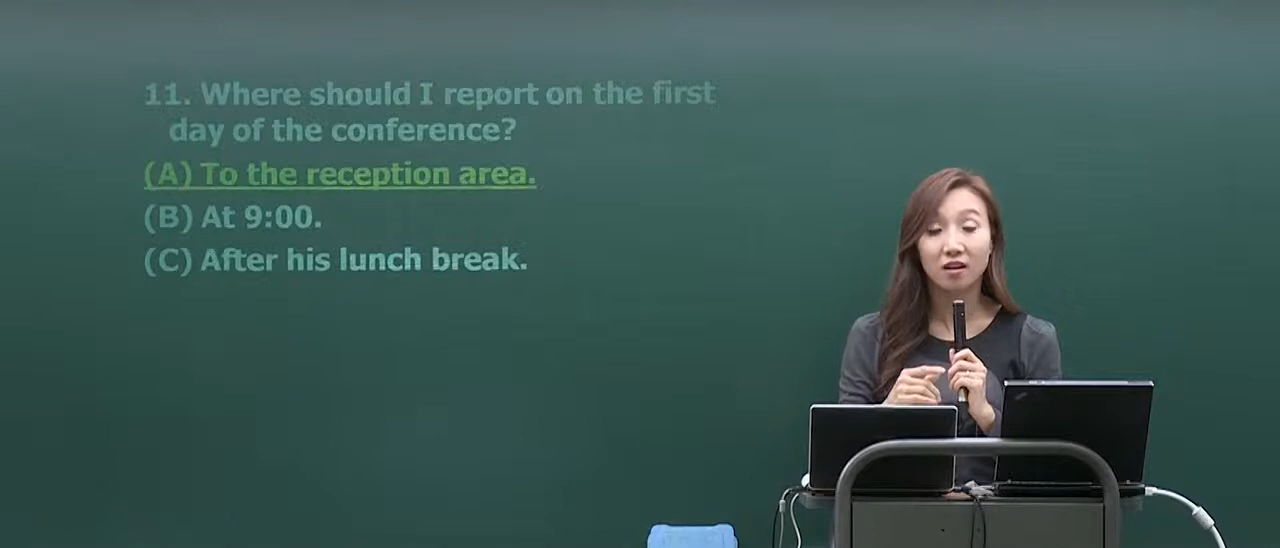 11. Where should I report on the first
day of the conference?
(A) To the reception area.
(B) At 9:00.
(C) After his lunch break.